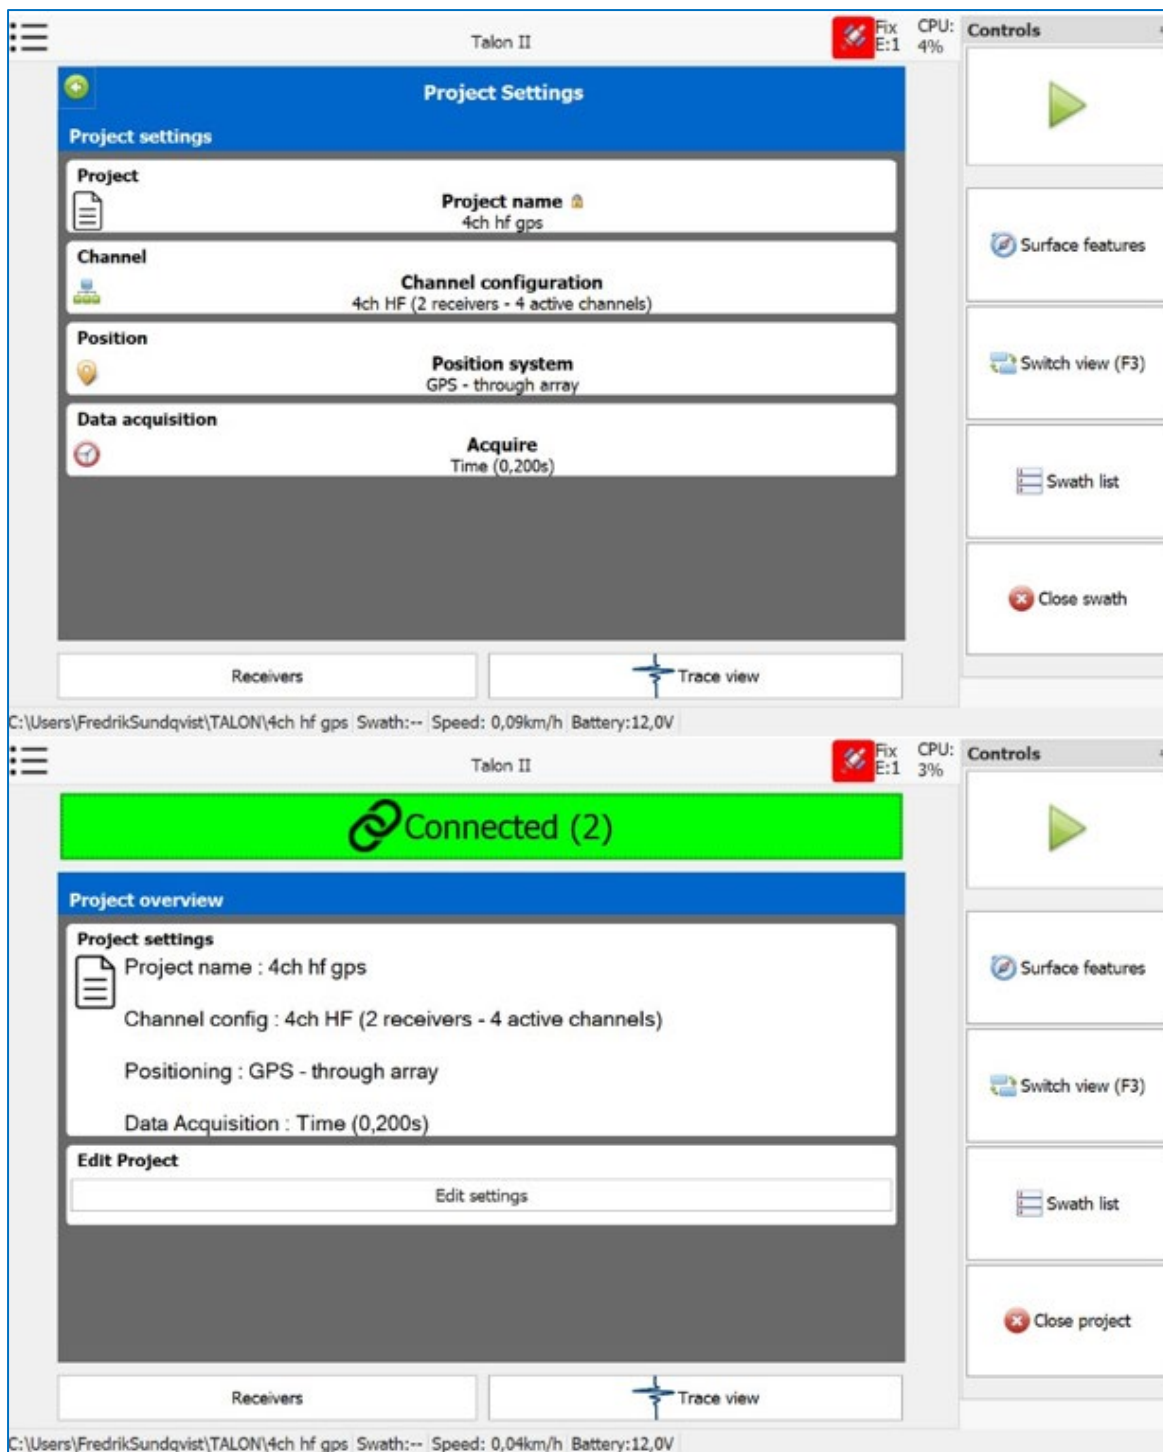 Talon II
Fix
E:1
CPU:
4%
Controls
Project Settings
Project settings
Project
Project name
4ch hf gps
Channel
Channel configuration
4ch HF (2 receivers - 4 active channels)
Position
Position system
GPS - through array
Data acquisition
Acquire
Time (0,200s)
Surface features
Switch view (F3)
Swath list
Close swath
Receivers
Trace view
C:\Users\FredrikSundqvist\TALON\4ch hf gps Swath:-- Speed: 0,09km/h Battery:12,0V
Talon II
Fix
E:1
CPU:
3%
Controls
Connected (2)
Project overview
Project settings
Project name : 4ch hf gps
Channel config : 4ch HF (2 receivers - 4 active channels)
Positioning : GPS - through array
Data Acquisition : Time (0,200s)
Edit Project
Edit settings
Surface features
Switch view (F3)
Swath list
Close project
Receivers
Trace view
C:\Users\FredrikSundqvist\TALON\4ch hf gps Swath:-- Speed: 0,04km/h Battery:12,0V